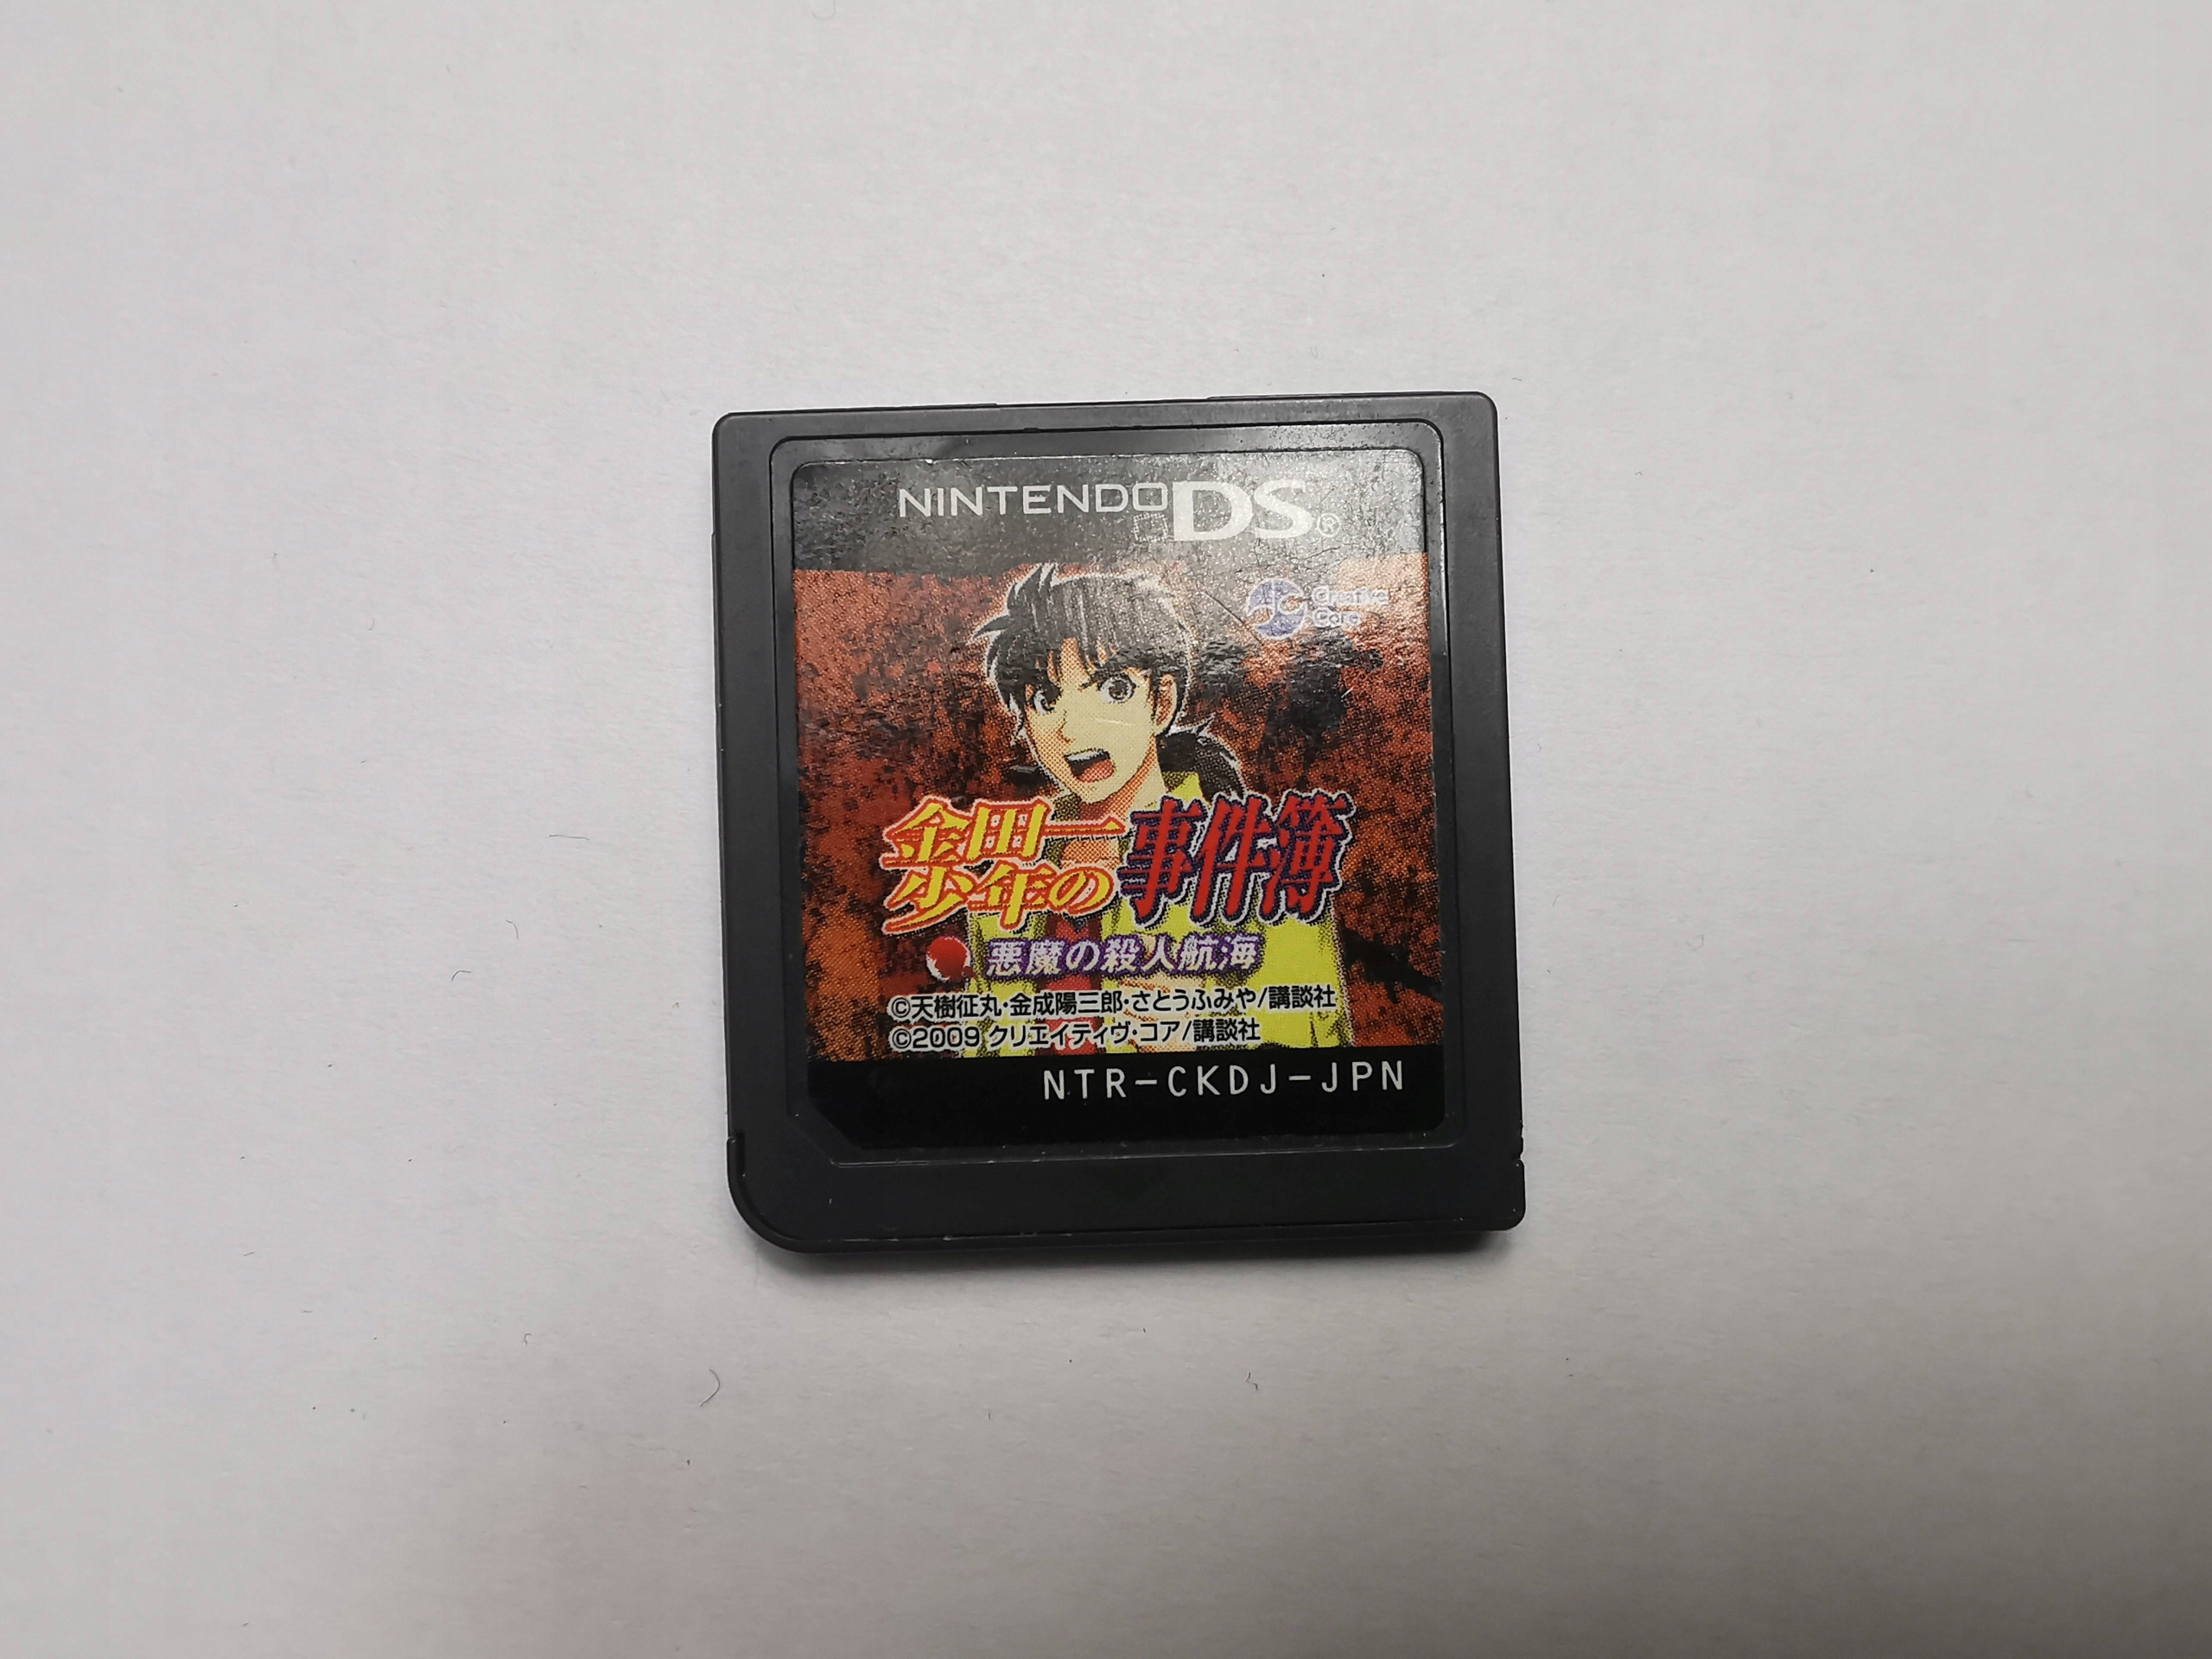 NINTENDO DS®
Creative
Core
金田一
少年の
事件簿
悪魔の殺人航海
©天樹征丸・金成陽三郎・さとうふみや/講談社
©2009 クリエイティヴ・コア/講談社
NTR-CKDJ-JPN